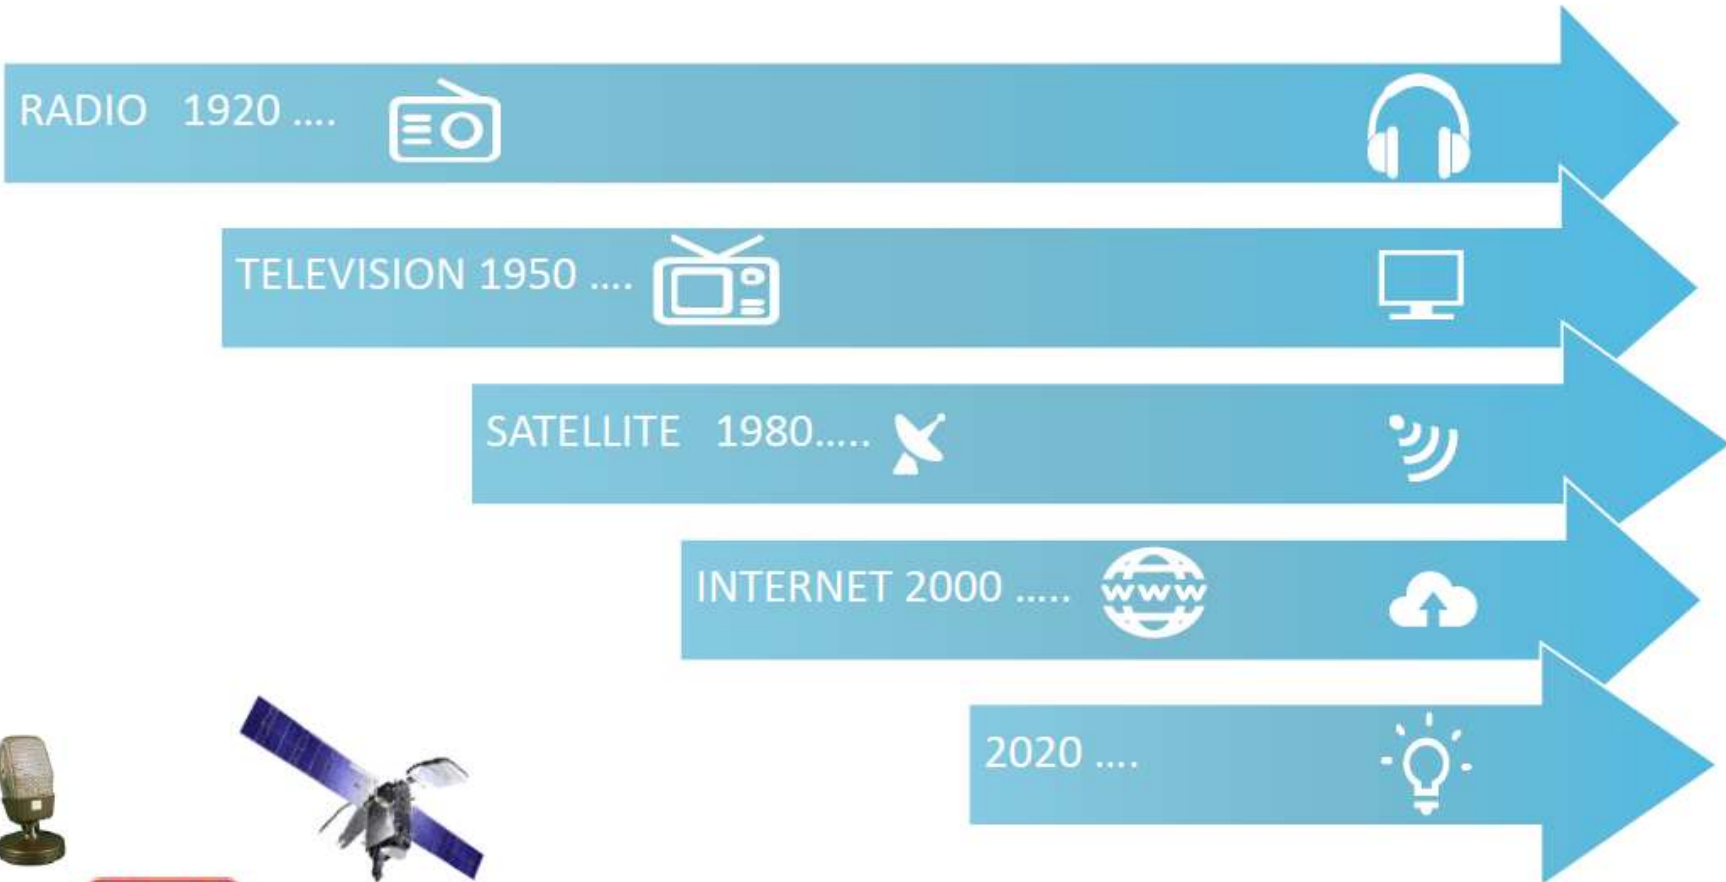 RADIO 1920 ....
TELEVISION 1950 ....
SATELLITE 1980.....
INTERNET 2000 .....
www
2020 ....